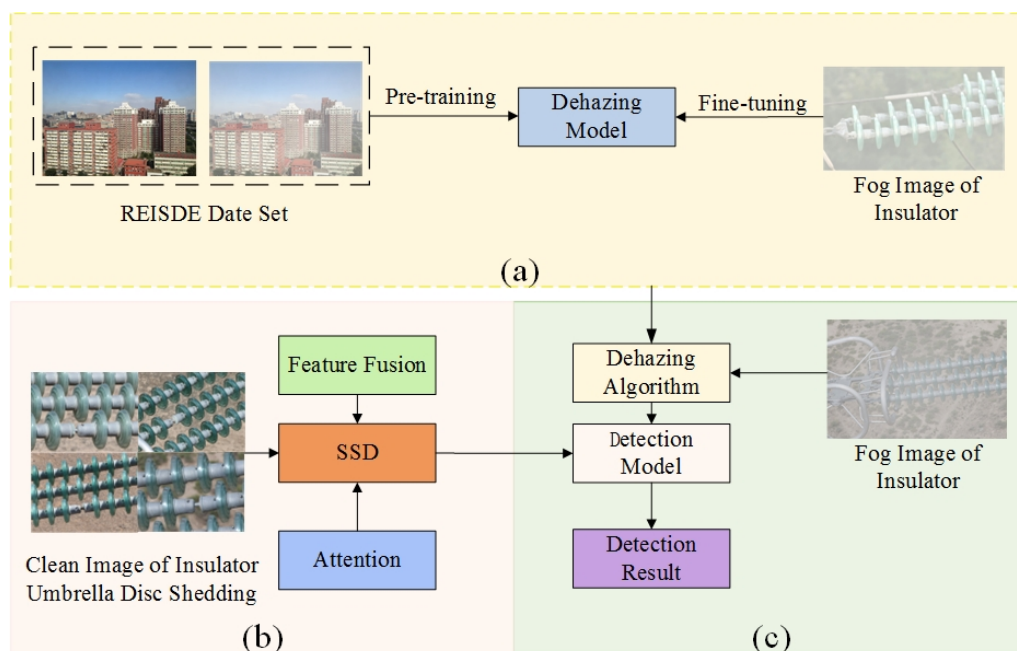 Pre-training
Dehazing
Model
Fine-tuning
REISDE Date Set
Fog Image of
Insulator
(a)
Feature Fusion
SSD
Attention
Clean Image of Insulator
Umbrella Disc Shedding
(b)
Dehazing
Algorithm
Detection
Model
Detection
Result
Fog Image of
Insulator
(c)